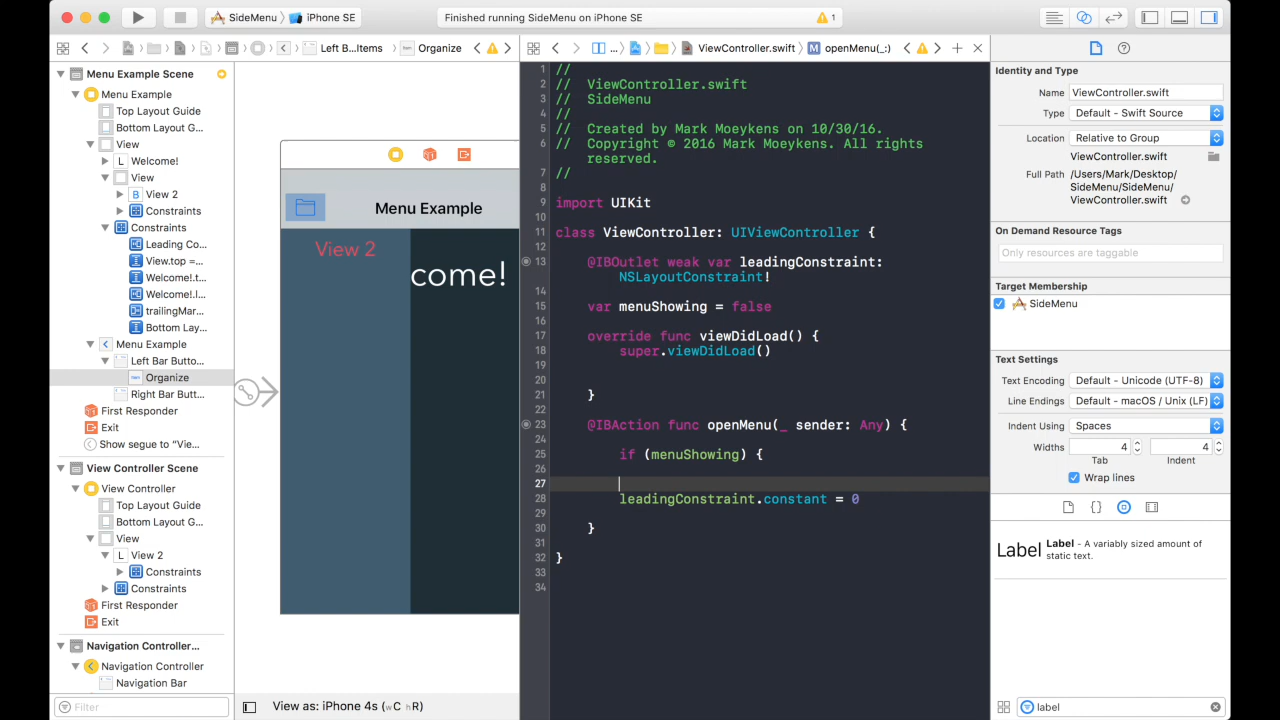 SideMenu
iPhone SE
Finished running SideMenu on iPhone SE
1
Left B...Items
Organize
...
ViewController.swift
M
openMenu(_:)
Menu Example Scene
Menu Example
Top Layout Guide
Bottom Layout G...
View
L Welcome!
View
B View 2
Constraints
Constraints
Leading Co...
View.top =...
Welcome!.t...
Welcome!.l...
trailingMar...
Bottom Lay...
Menu Example
Left Bar Butto...
Organize
Right Bar Butt...
First Responder
Exit
Show segue to "Vie...
View Controller Scene
View Controller
Top Layout Guide
Bottom Layout G...
View
L View 2
Constraints
Constraints
First Responder
Exit
Navigation Controller...
Navigation Controller
Navigation Bar
Filter
Menu Example
View 2
come!
View as: iPhone 4s (wC hR)
1 //
2 //  ViewController.swift
3 //  SideMenu
4 //
5 //  Created by Mark Moeykens on 10/30/16.
6 //  Copyright © 2016 Mark Moeykens. All rights
reserved.
7 //
8
9 import UIKit
10
11 class ViewController: UIViewController {
12
13 @IBOutlet weak var leadingConstraint:
NSLayoutConstraint!
14
15 var menuShowing = false
16
17 override func viewDidLoad() {
18 super.viewDidLoad()
19
20
21 }
22
23 @IBAction func openMenu(_ sender: Any) {
24
25 if (menuShowing) {
26
27
28 leadingConstraint.constant = 0
29
30 }
31
32 }
33
34
Identity and Type
Name ViewController.swift
Type Default - Swift Source
Location Relative to Group
ViewController.swift
Full Path /Users/Mark/Desktop/
SideMenu/SideMenu/
ViewController.swift
On Demand Resource Tags
Only resources are taggable
Target Membership
SideMenu
Text Settings
Text Encoding Default - Unicode (UTF-8)
Line Endings Default - macOS / Unix (LF)
Indent Using Spaces
Widths 4 4
Tab Indent
Wrap lines
{ }
Label
Label - A variably sized amount of
static text.
label